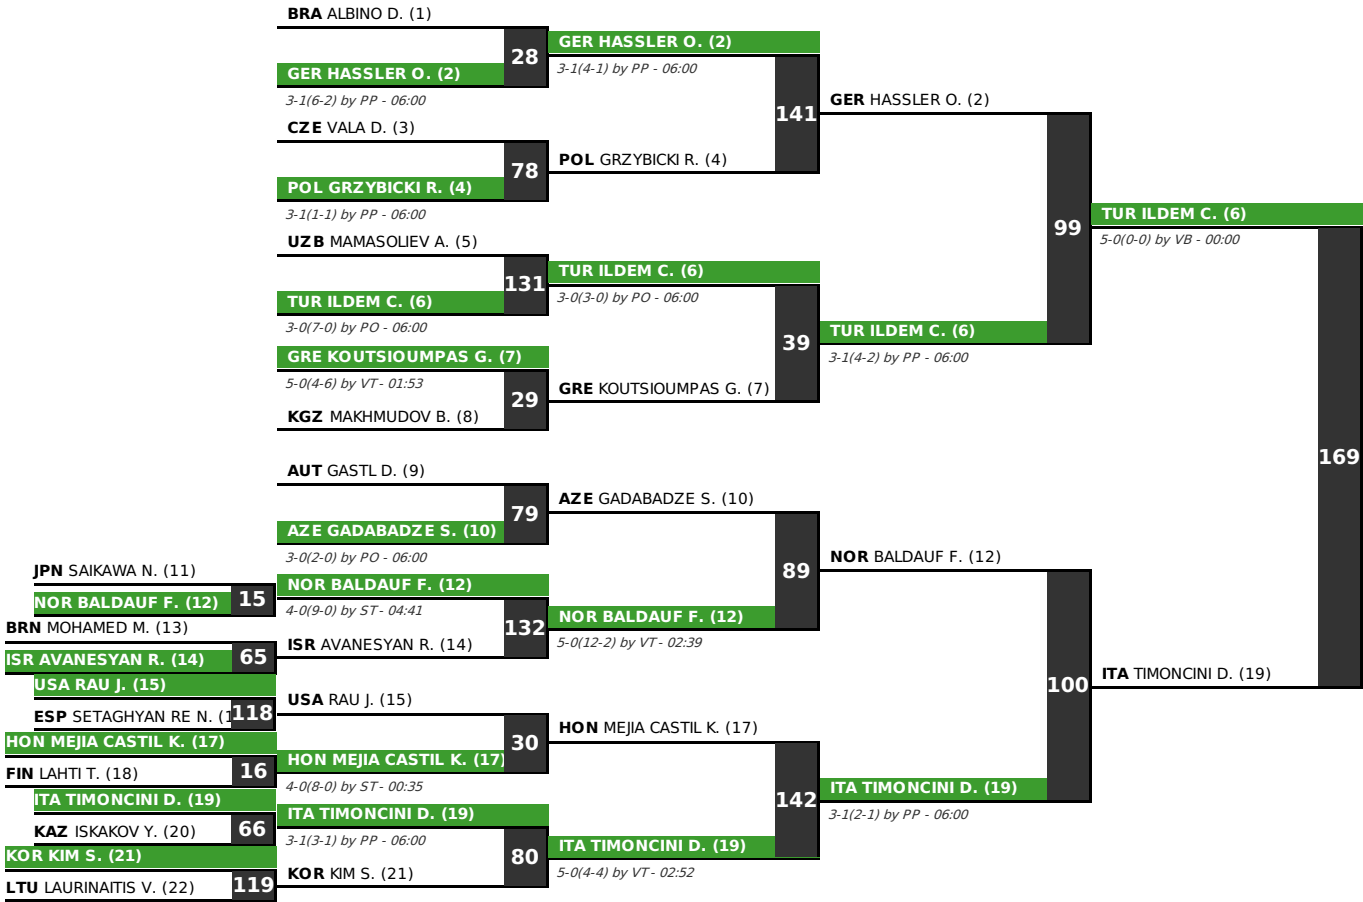 BRA ALBINO D. (1)
28
GER HASSLER O. (2)
3-1(6-2) by PP - 06:00
CZE VALA D. (3)
78
POL GRZYBICKI R. (4)
3-1(1-1) by PP - 06:00
UZB MAMASOLIEV A. (5)
131
TUR ILDEM C. (6)
3-0(7-0) by PO - 06:00
GRE KOUTSIOUMPAS G. (7)
5-0(4-6) by VT - 01:53
29
KGZ MAKHMUDOV B. (8)
AUT GASTL D. (9)
79
AZE GADABADZE S. (10)
3-0(2-0) by PO - 06:00
JPN SAIKAWA N. (11)
NOR BALDAUF F. (12)
15
BRN MOHAMED M. (13)
ISR AVANESYAN R. (14)
65
USA RAU J. (15)
ESP SETAGHYAN RE N. (1
118
HON MEJIA CASTIL K. (17)
FIN LAHTI T. (18)
16
ITA TIMONCINI D. (19)
KAZ ISKAKOV Y. (20)
66
KOR KIM S. (21)
LTU LAURINAITIS V. (22)
119
NOR BALDAUF F. (12)
4-0(9-0) by ST - 04:41
132
ISR AVANESYAN R. (14)
USA RAU J. (15)
30
HON MEJIA CASTIL K. (17)
4-0(8-0) by ST - 00:35
ITA TIMONCINI D. (19)
3-1(3-1) by PP - 06:00
80
KOR KIM S. (21)
GER HASSLER O. (2)
3-1(4-1) by PP - 06:00
141
POL GRZYBICKI R. (4)
TUR ILDEM C. (6)
3-0(3-0) by PO - 06:00
39
GRE KOUTSIOUMPAS G. (7)
AZE GADABADZE S. (10)
89
NOR BALDAUF F. (12)
5-0(12-2) by VT - 02:39
HON MEJIA CASTIL K. (17)
142
ITA TIMONCINI D. (19)
5-0(4-4) by VT - 02:52
GER HASSLER O. (2)
99
TUR ILDEM C. (6)
3-1(4-2) by PP - 06:00
NOR BALDAUF F. (12)
100
ITA TIMONCINI D. (19)
3-1(2-1) by PP - 06:00
TUR ILDEM C. (6)
5-0(0-0) by VB - 00:00
169
ITA TIMONCINI D. (19)